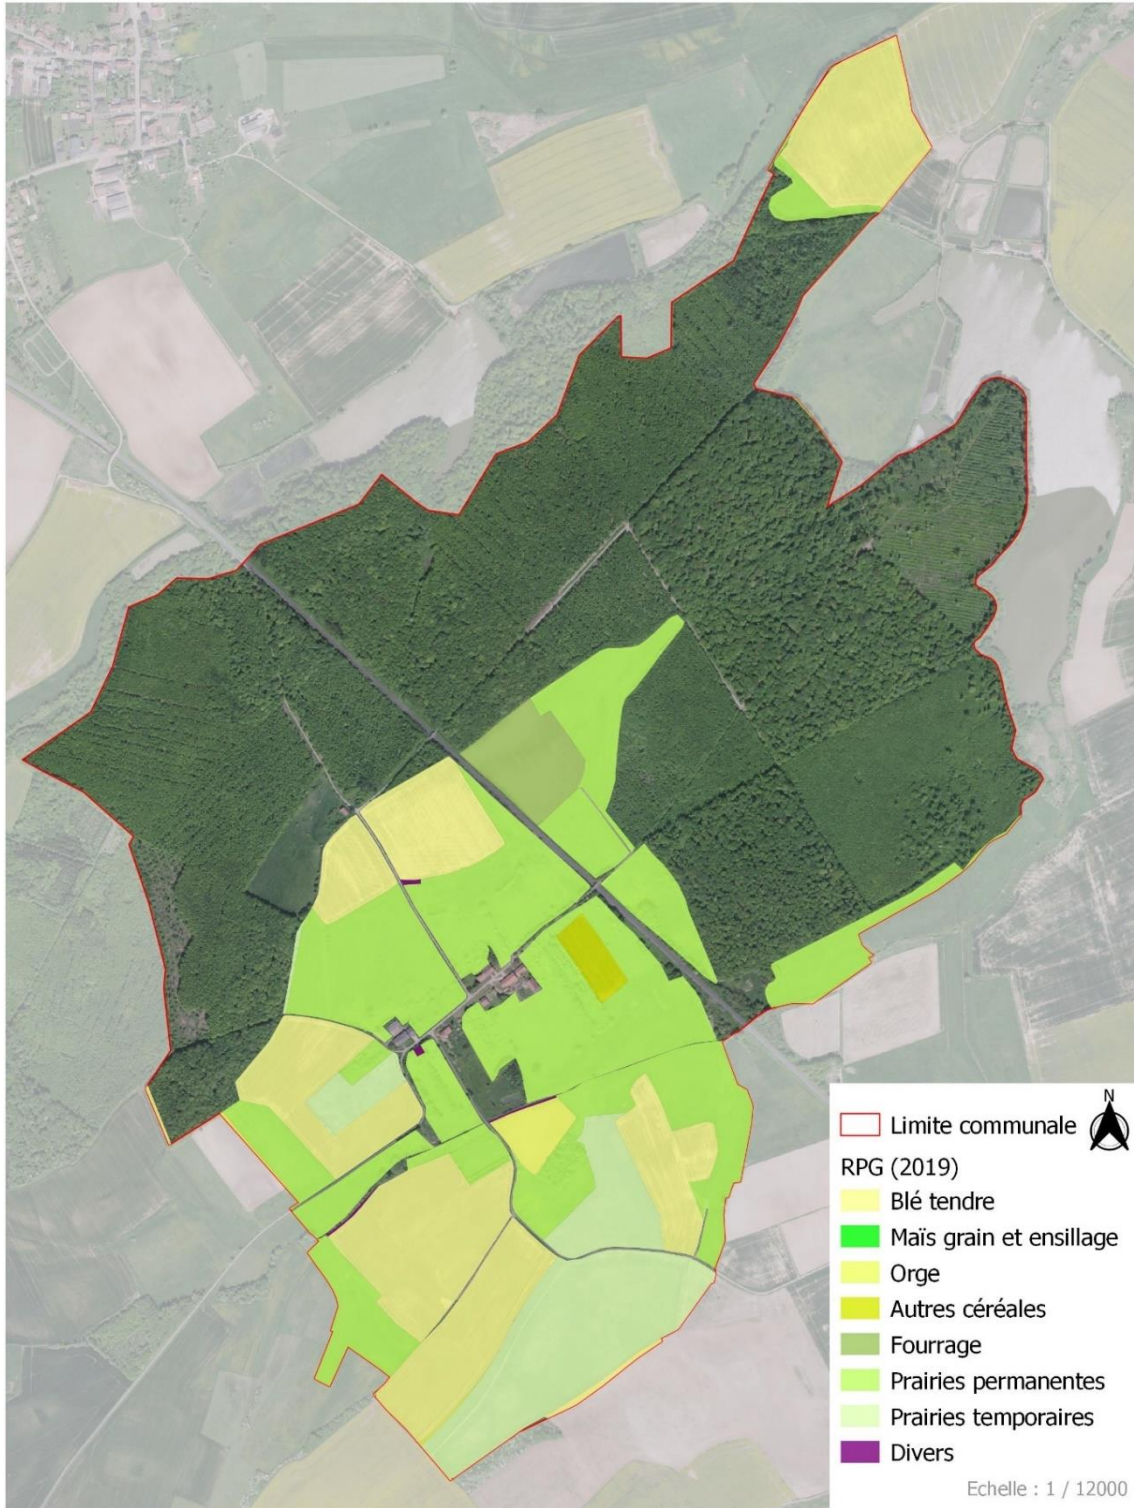 N
Limite communale
RPG (2019)
Blé tendre
Maïs grain et ensillage
Orge
Autres céréales
Fourrage
Prairies permanentes
Prairies temporaires
Divers
Echelle : 1 / 12000